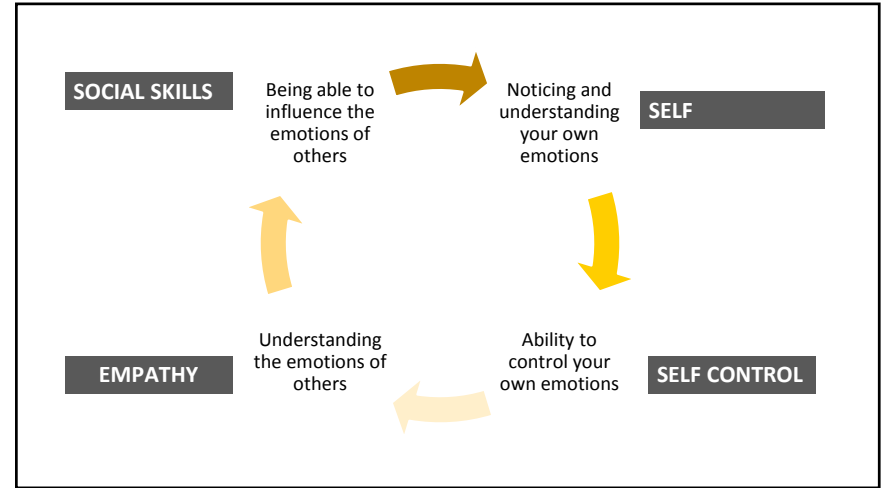 SOCIAL SKILLS
Being able to
influence the
emotions of
others
Noticing and
understanding
your own
emotions
SELF
Understanding
the emotions of
others
EMPATHY
Ability to
control your
own emotions
SELF CONTROL